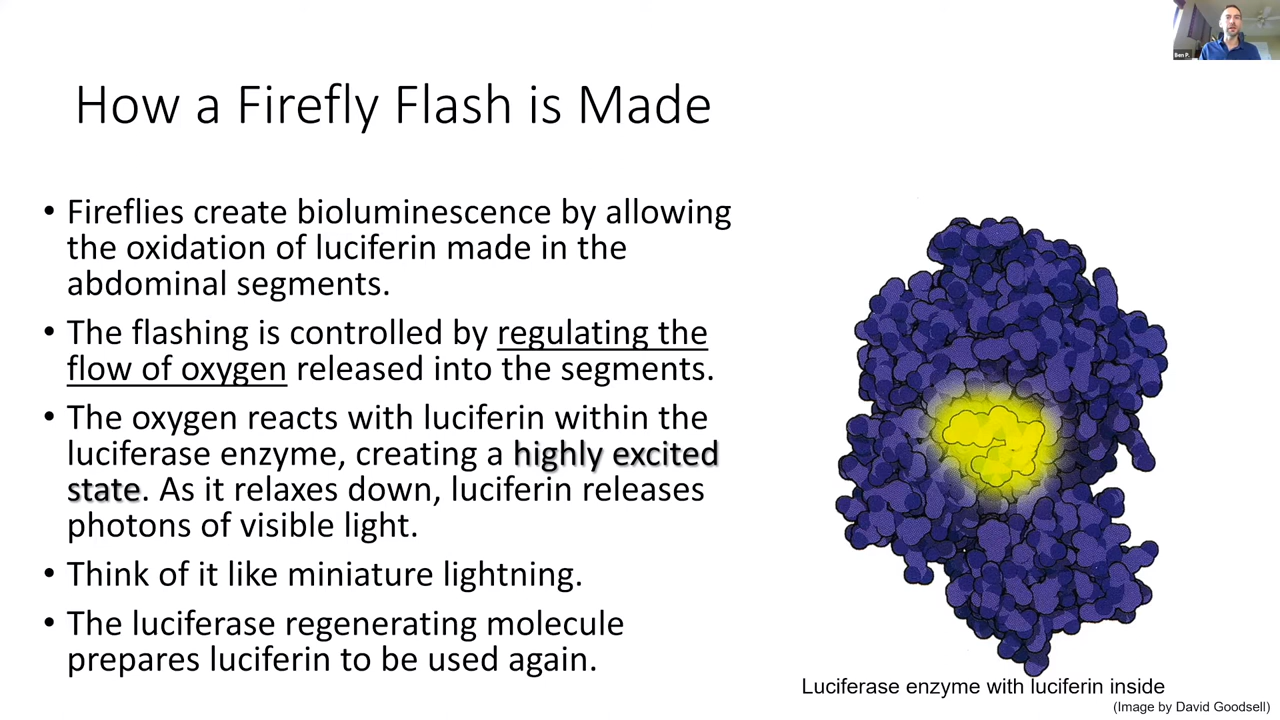 Ben P.
How a Firefly Flash is Made
• Fireflies create bioluminescence by allowing
the oxidation of luciferin made in the
abdominal segments.
• The flashing is controlled by regulating the
flow of oxygen released into the segments.
• The oxygen reacts with luciferin within the
luciferase enzyme, creating a highly excited
state. As it relaxes down, luciferin releases
photons of visible light.
• Think of it like miniature lightning.
• The luciferase regenerating molecule
prepares luciferin to be used again.
Luciferase enzyme with luciferin inside
(Image by David Goodsell)